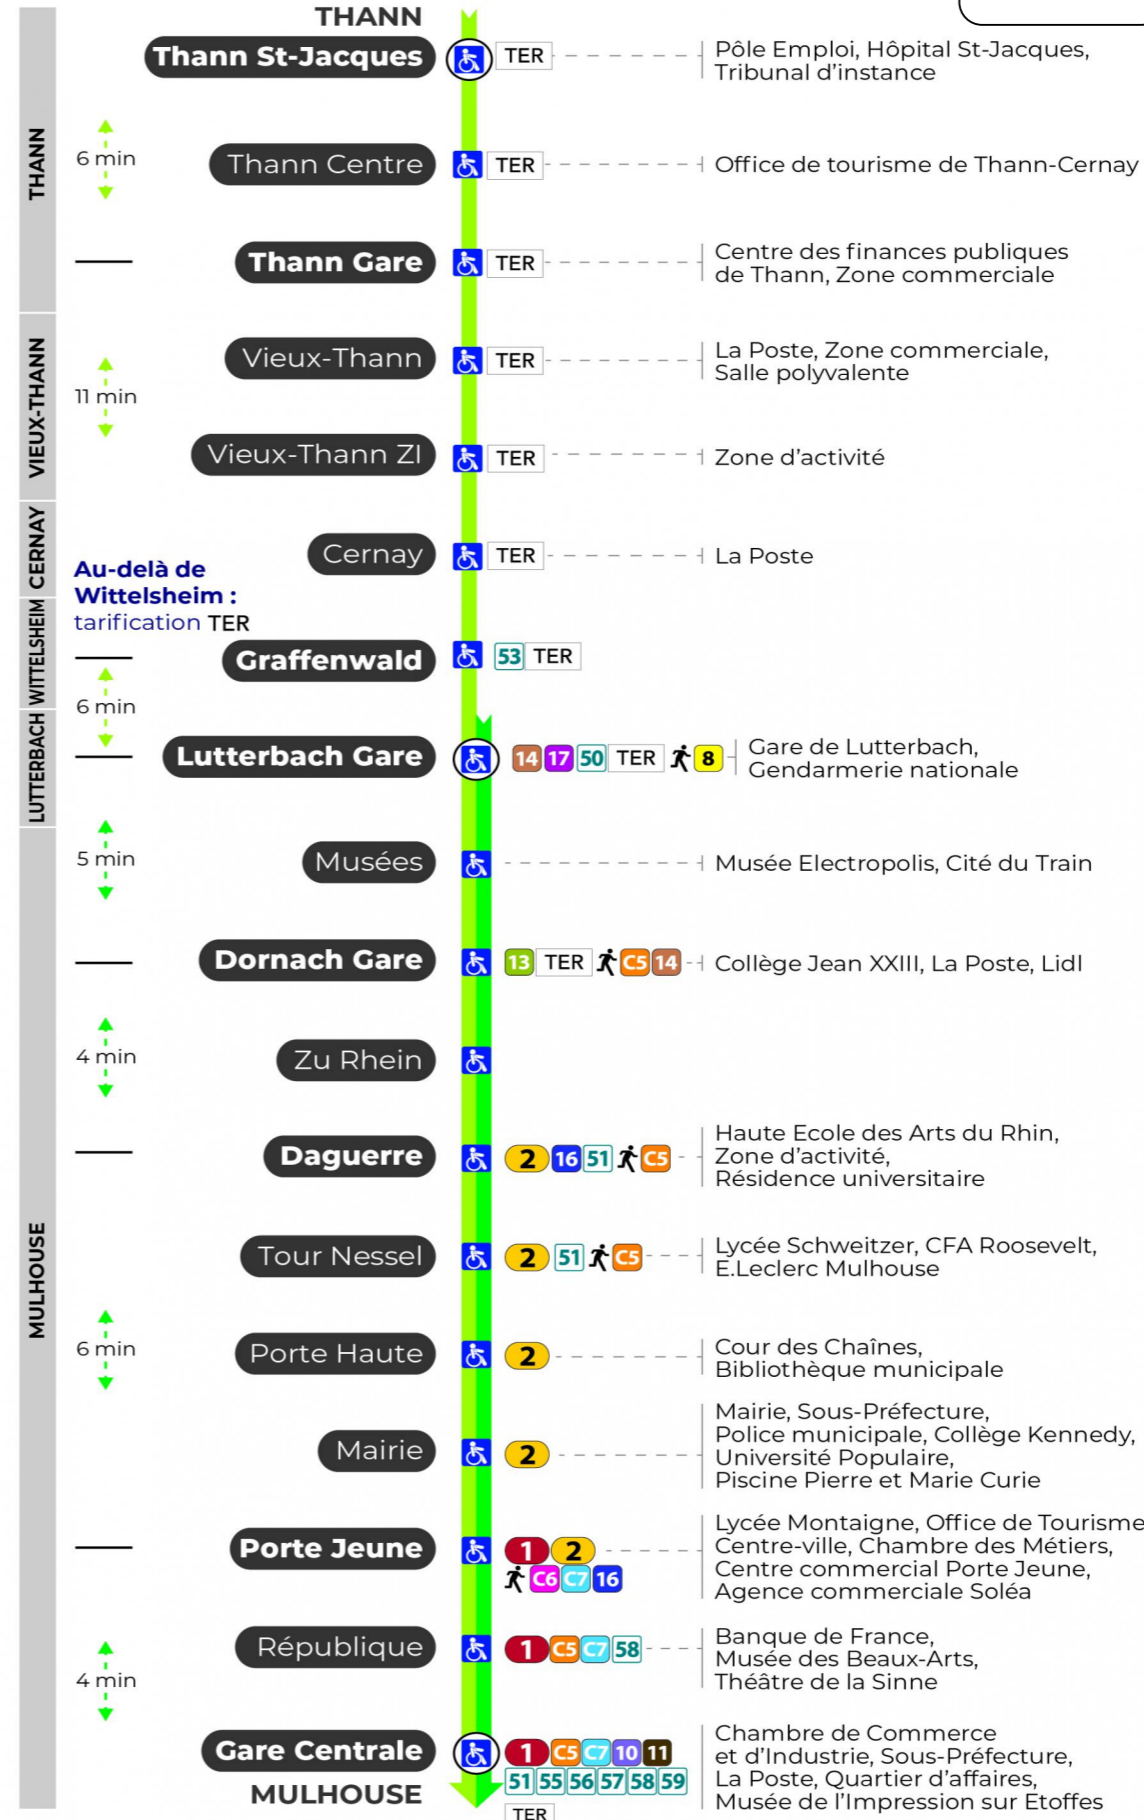 THANN
Thann St-Jacques TER Pôle Emploi, Hôpital St-Jacques,
Tribunal d'instance
THANN
6 min
Thann Centre TER Office de tourisme de Thann-Cernay
Thann Gare TER Centre des finances publiques
de Thann, Zone commerciale
VIEUX-THANN
Vieux-Thann TER La Poste, Zone commerciale,
Salle polyvalente
11 min
Vieux-Thann ZI TER Zone d'activité
CERNAY
Cernay TER La Poste
Au-delà de
Wittelsheim :
tarification TER
WITTELSHEIM
Graffenwald 53 TER
6 min
LUTTERBACH
Lutterbach Gare 14 17 50 TER 8 Gare de Lutterbach,
Gendarmerie nationale
5 min
Musées Musée Electropolis, Cité du Train
MULHOUSE
Dornach Gare 13 TER C5 14 Collège Jean XXIII, La Poste, Lidl
4 min
Zu Rhein
Daguerre 2 16 51 C5 Haute Ecole des Arts du Rhin,
Zone d'activité,
Résidence universitaire
Tour Nessel 2 51 C5 Lycée Schweitzer, CFA Roosevelt,
E.Leclerc Mulhouse
6 min
Porte Haute 2 Cour des Chaînes,
Bibliothèque municipale
Mairie 2 Mairie, Sous-Préfecture,
Police municipale, Collège Kennedy,
Université Populaire,
Piscine Pierre et Marie Curie
Porte Jeune 1 2 Lycée Montaigne, Office de Tourisme
Centre-ville, Chambre des Métiers,
C6 C7 16 Centre commercial Porte Jeune,
Agence commerciale Soléa
République 1 C5 C7 58 Banque de France,
Musée des Beaux-Arts,
Théâtre de la Sinne
4 min
Gare Centrale 1 C5 C7 10 11 Chambre de Commerce
et d'Industrie, Sous-Préfecture,
51 55 56 57 58 59 La Poste, Quartier d'affaires,
MULHOUSE TER Musée de l'Impression sur Etoffes